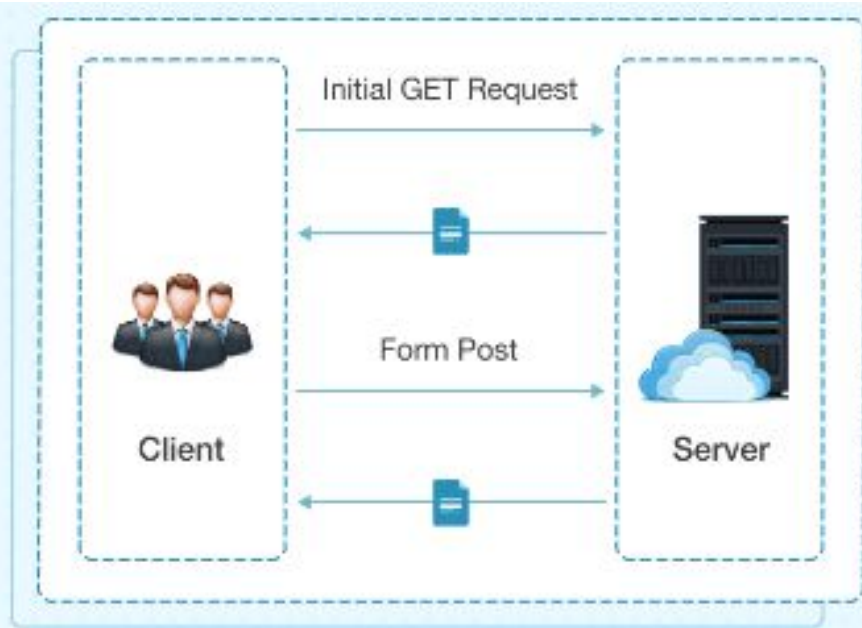 Initial GET Request
Form Post
Client
Server